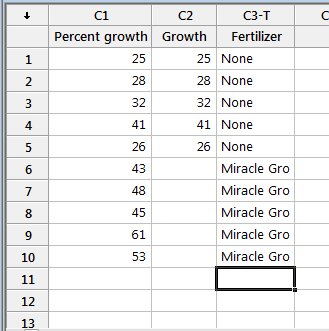 C1 C2 C3-T C
Percent growth Growth Fertilizer
1 25 25 None
2 28 28 None
3 32 32 None
4 41 41 None
5 26 26 None
6 43 Miracle Gro
7 48 Miracle Gro
8 45 Miracle Gro
9 61 Miracle Gro
10 53 Miracle Gro
11
12
13